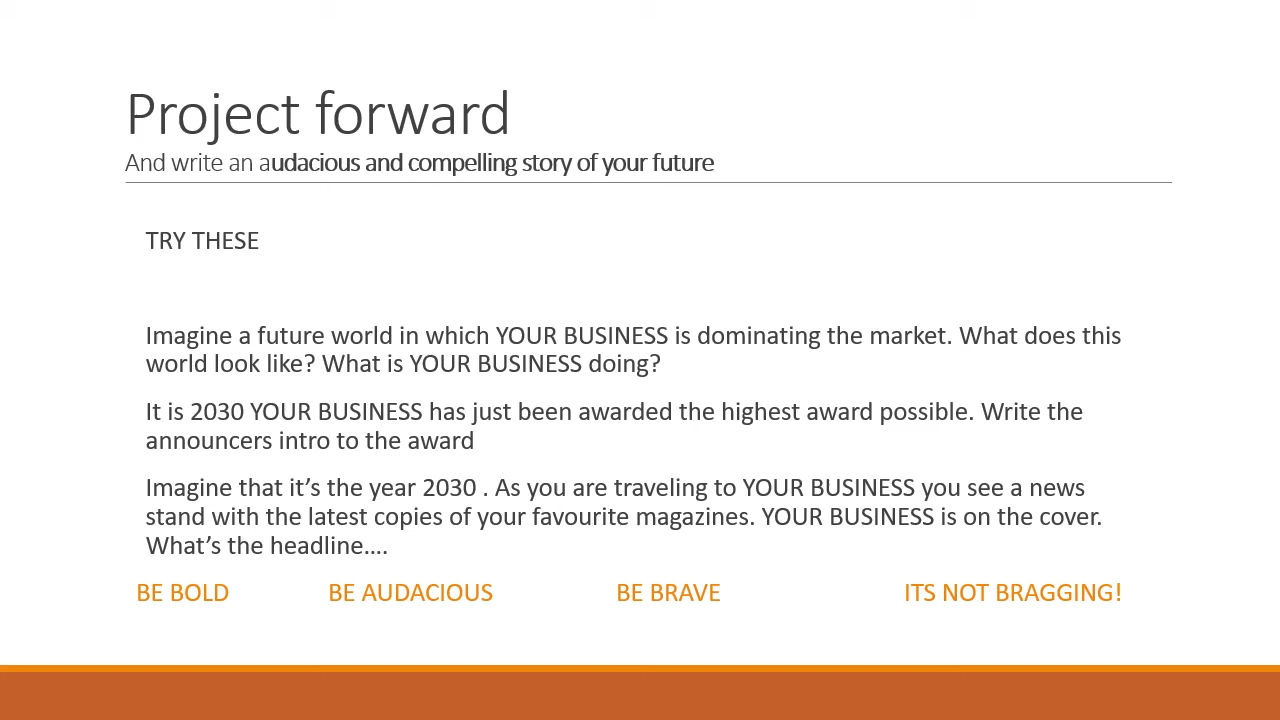 Project forward
And write an audacious and compelling story of your future
TRY THESE
Imagine a future world in which YOUR BUSINESS is dominating the market. What does this
world look like? What is YOUR BUSINESS doing?
It is 2030 YOUR BUSINESS has just been awarded the highest award possible. Write the
announcers intro to the award
Imagine that it’s the year 2030 . As you are traveling to YOUR BUSINESS you see a news
stand with the latest copies of your favourite magazines. YOUR BUSINESS is on the cover.
What’s the headline….
BE BOLD BE AUDACIOUS BE BRAVE ITS NOT BRAGGING!